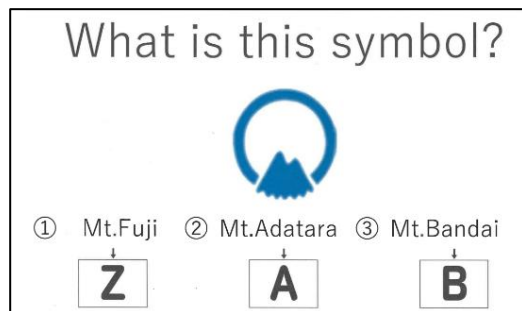 What is this symbol?
① Mt.Fuji ② Mt.Adatara ③ Mt.Bandai
Z A B